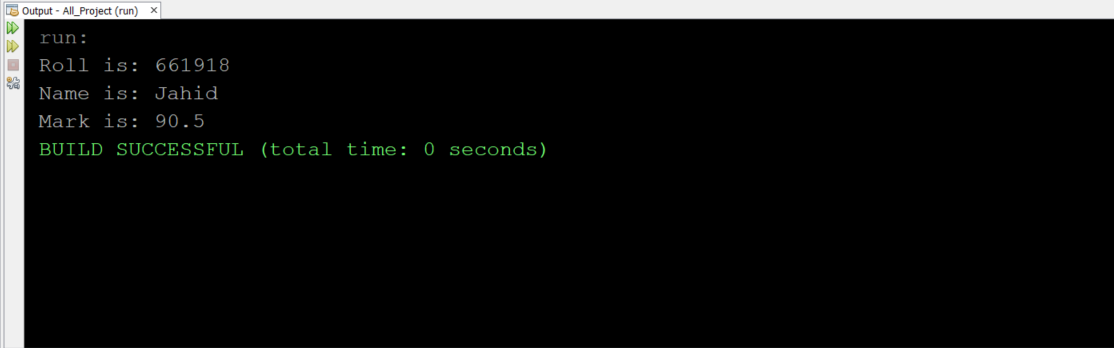 Output - All_Project (run)
run:
Roll is: 661918
Name is: Jahid
Mark is: 90.5
BUILD SUCCESSFUL (total time: 0 seconds)